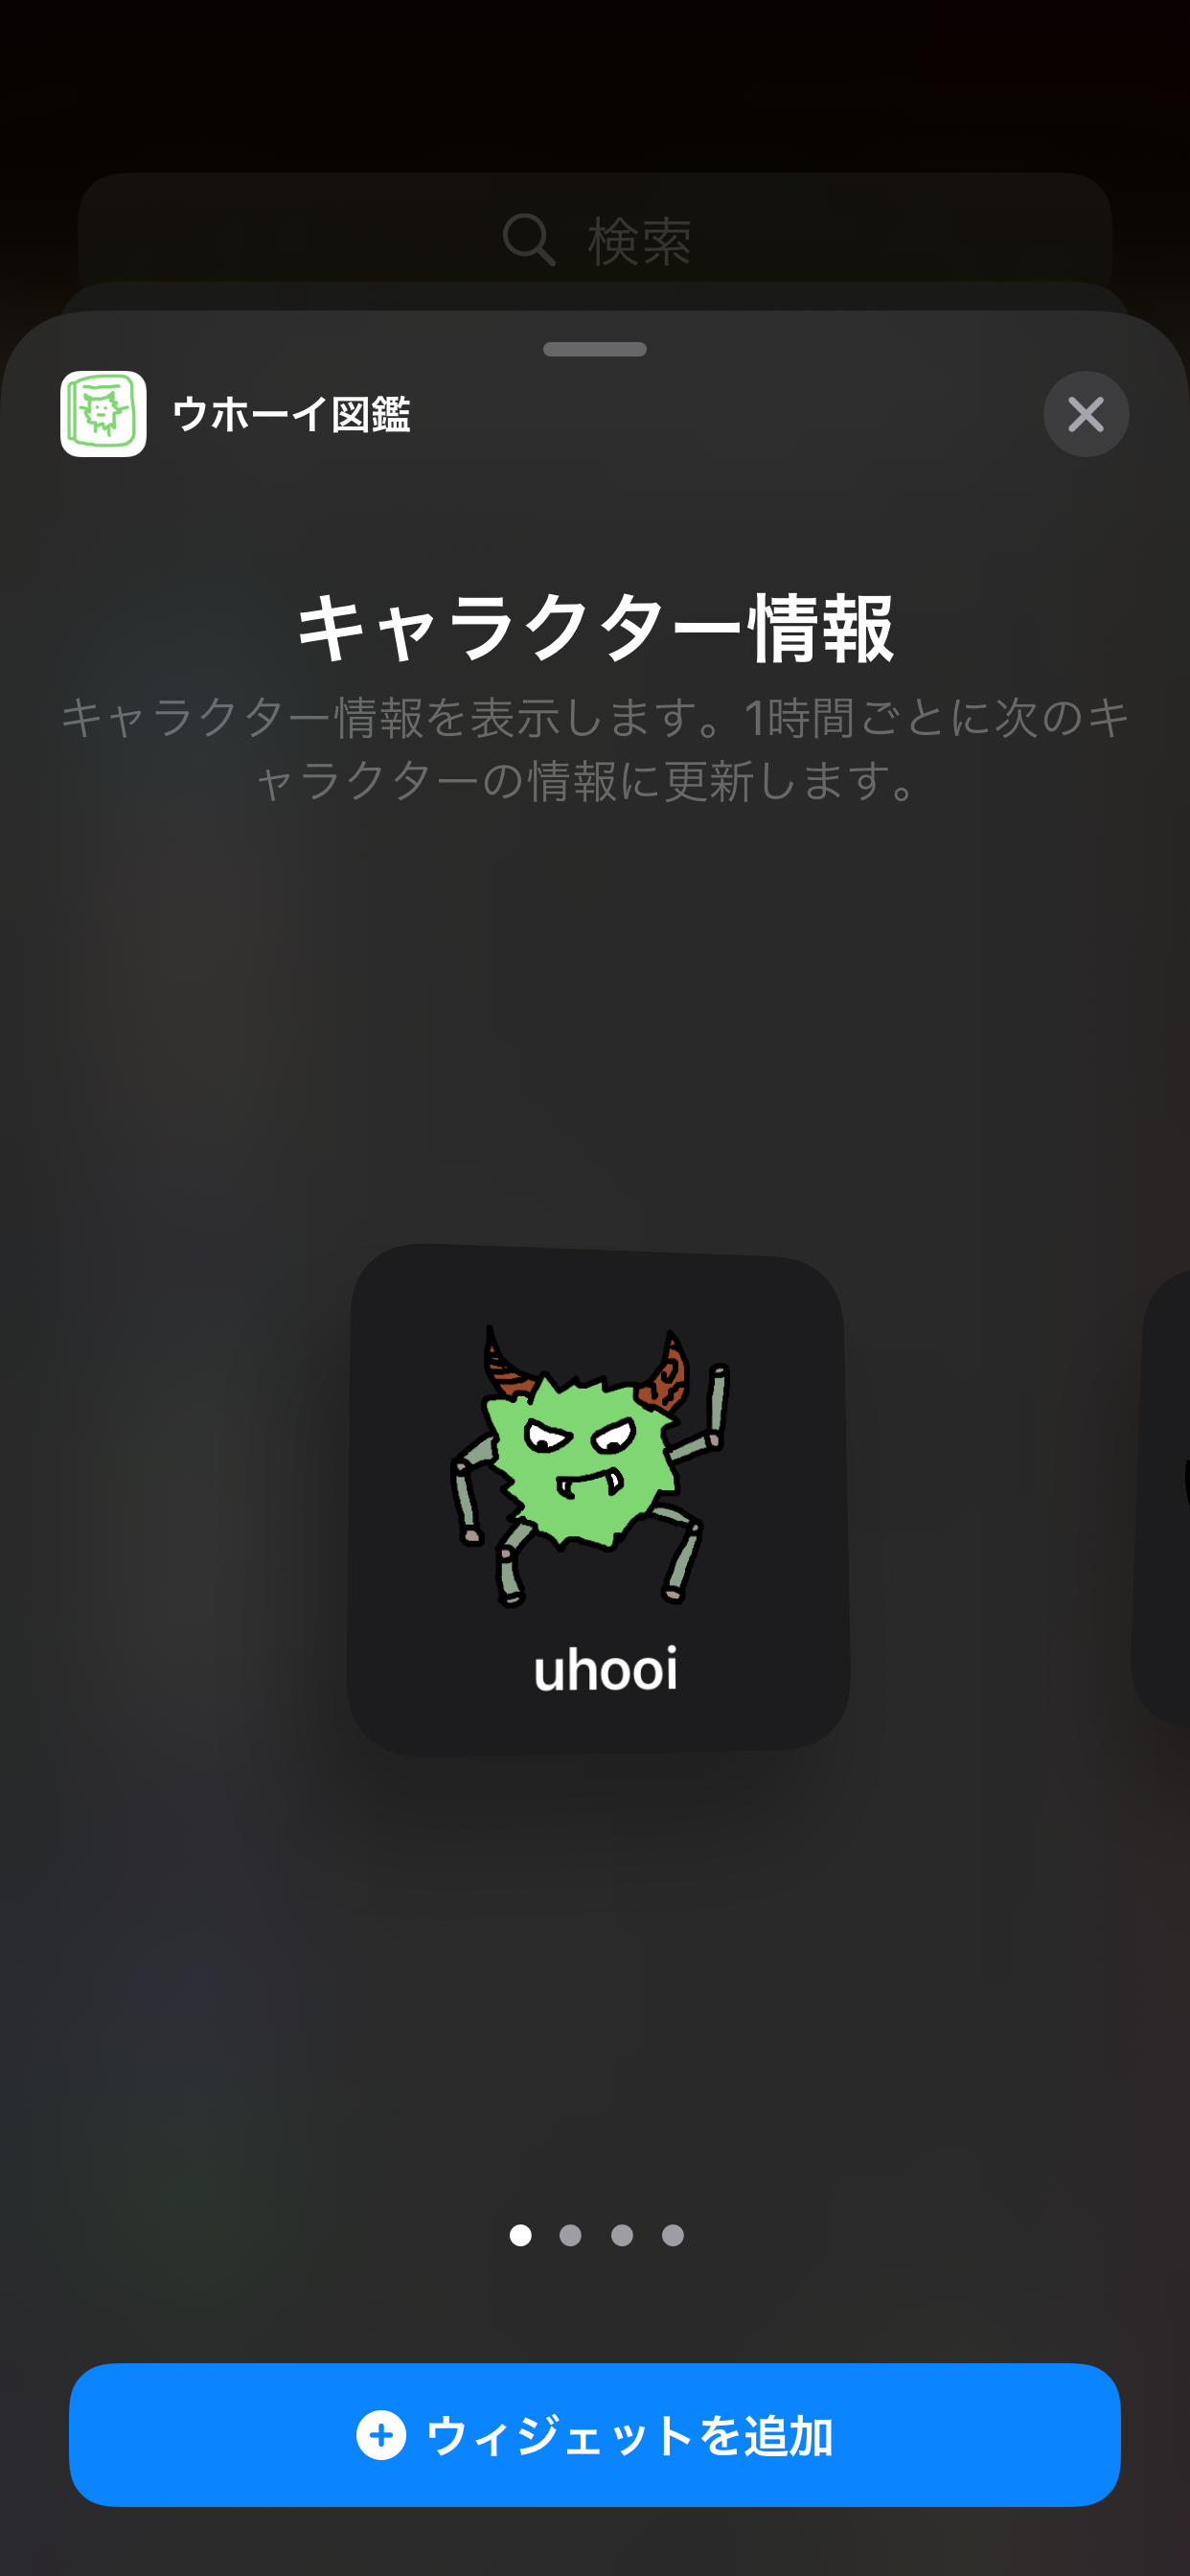 検索
ウホーイ図鑑
キャラクター情報
キャラクター情報を表示します。1時間ごとに次のキ
ャラクターの情報に更新します。
uhooi
ウィジェットを追加